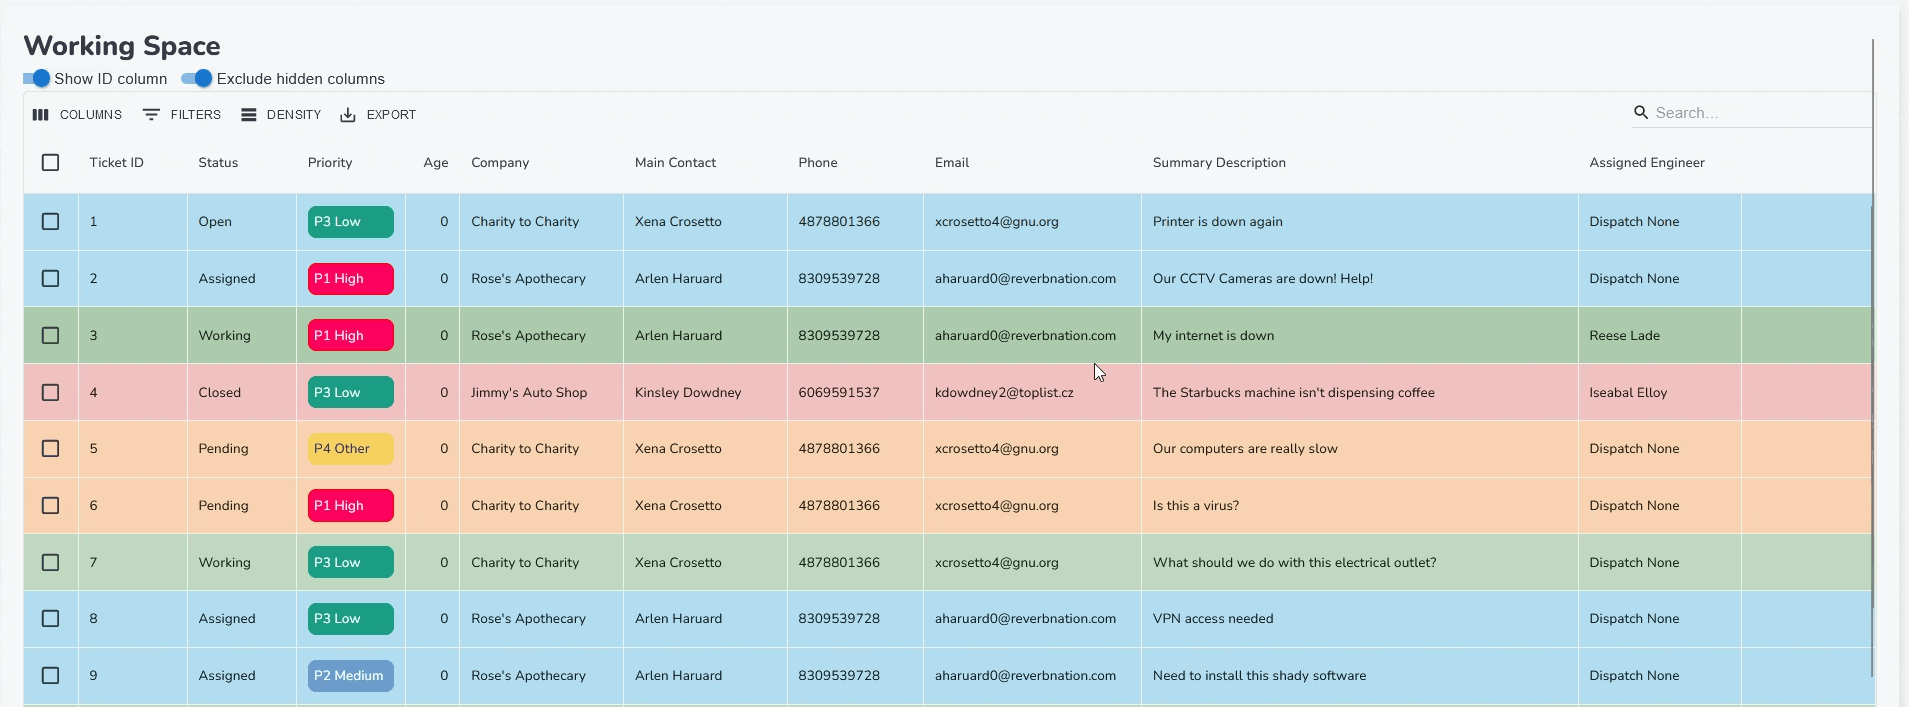 Working Space
Show ID column Exclude hidden columns
COLUMNS FILTERS DENSITY EXPORT Search...
Ticket ID Status Priority Age Company Main Contact Phone Email Summary Description Assigned Engineer
1 Open P3 Low 0 Charity to Charity Xena Crosetto 4878801366 xcrosetto4@gnu.org Printer is down again Dispatch None
2 Assigned P1 High 0 Rose's Apothecary Arlen Haruard 8309539728 aharuard0@reverbnation.com Our CCTV Cameras are down! Help! Dispatch None
3 Working P1 High 0 Rose's Apothecary Arlen Haruard 8309539728 aharuard0@reverbnation.com My internet is down Reese Lade
4 Closed P3 Low 0 Jimmy's Auto Shop Kinsley Dowdney 6069591537 kdowdney2@toplist.cz The Starbucks machine isn't dispensing coffee Iseabal Elloy
5 Pending P4 Other 0 Charity to Charity Xena Crosetto 4878801366 xcrosetto4@gnu.org Our computers are really slow Dispatch None
6 Pending P1 High 0 Charity to Charity Xena Crosetto 4878801366 xcrosetto4@gnu.org Is this a virus? Dispatch None
7 Working P3 Low 0 Charity to Charity Xena Crosetto 4878801366 xcrosetto4@gnu.org What should we do with this electrical outlet? Dispatch None
8 Assigned P3 Low 0 Rose's Apothecary Arlen Haruard 8309539728 aharuard0@reverbnation.com VPN access needed Dispatch None
9 Assigned P2 Medium 0 Rose's Apothecary Arlen Haruard 8309539728 aharuard0@reverbnation.com Need to install this shady software Dispatch None